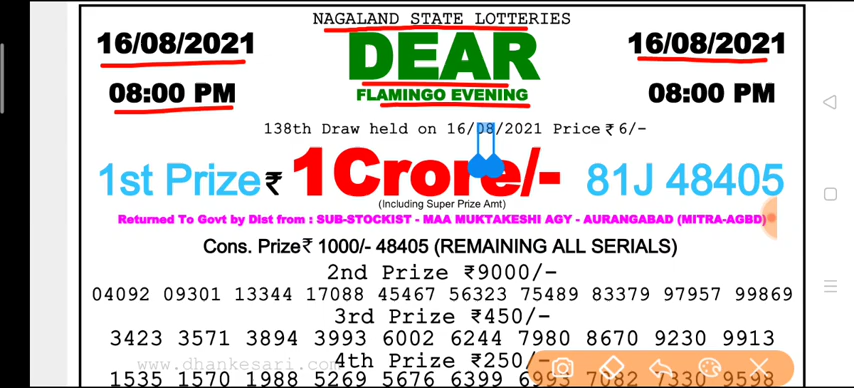 NAGALAND STATE LOTTERIES
16/08/2021 DEAR 16/08/2021
08:00 PM FLAMINGO EVENING 08:00 PM
138th Draw held on 16/08/2021 Price ₹ 6/-
1st Prize ₹ 1Crore/- 81J 48405
(Including Super Prize Amt)
Returned To Govt by Dist from : SUB-STOCKIST - MAA MUKTAKESHI AGY - AURANGABAD (MITRA-AGBD)
Cons. Prize ₹ 1000/- 48405 (REMAINING ALL SERIALS)
2nd Prize ₹9000/-
04092 09301 13344 17088 45467 56323 75489 83379 97957 99869
3rd Prize ₹450/-
3423 3571 3894 3993 6002 6244 7980 8670 9230 9913
4th Prize ₹250/-
www.dhankesari.com
1535 1570 1988 5269 5676 6399 6993 7082 7330